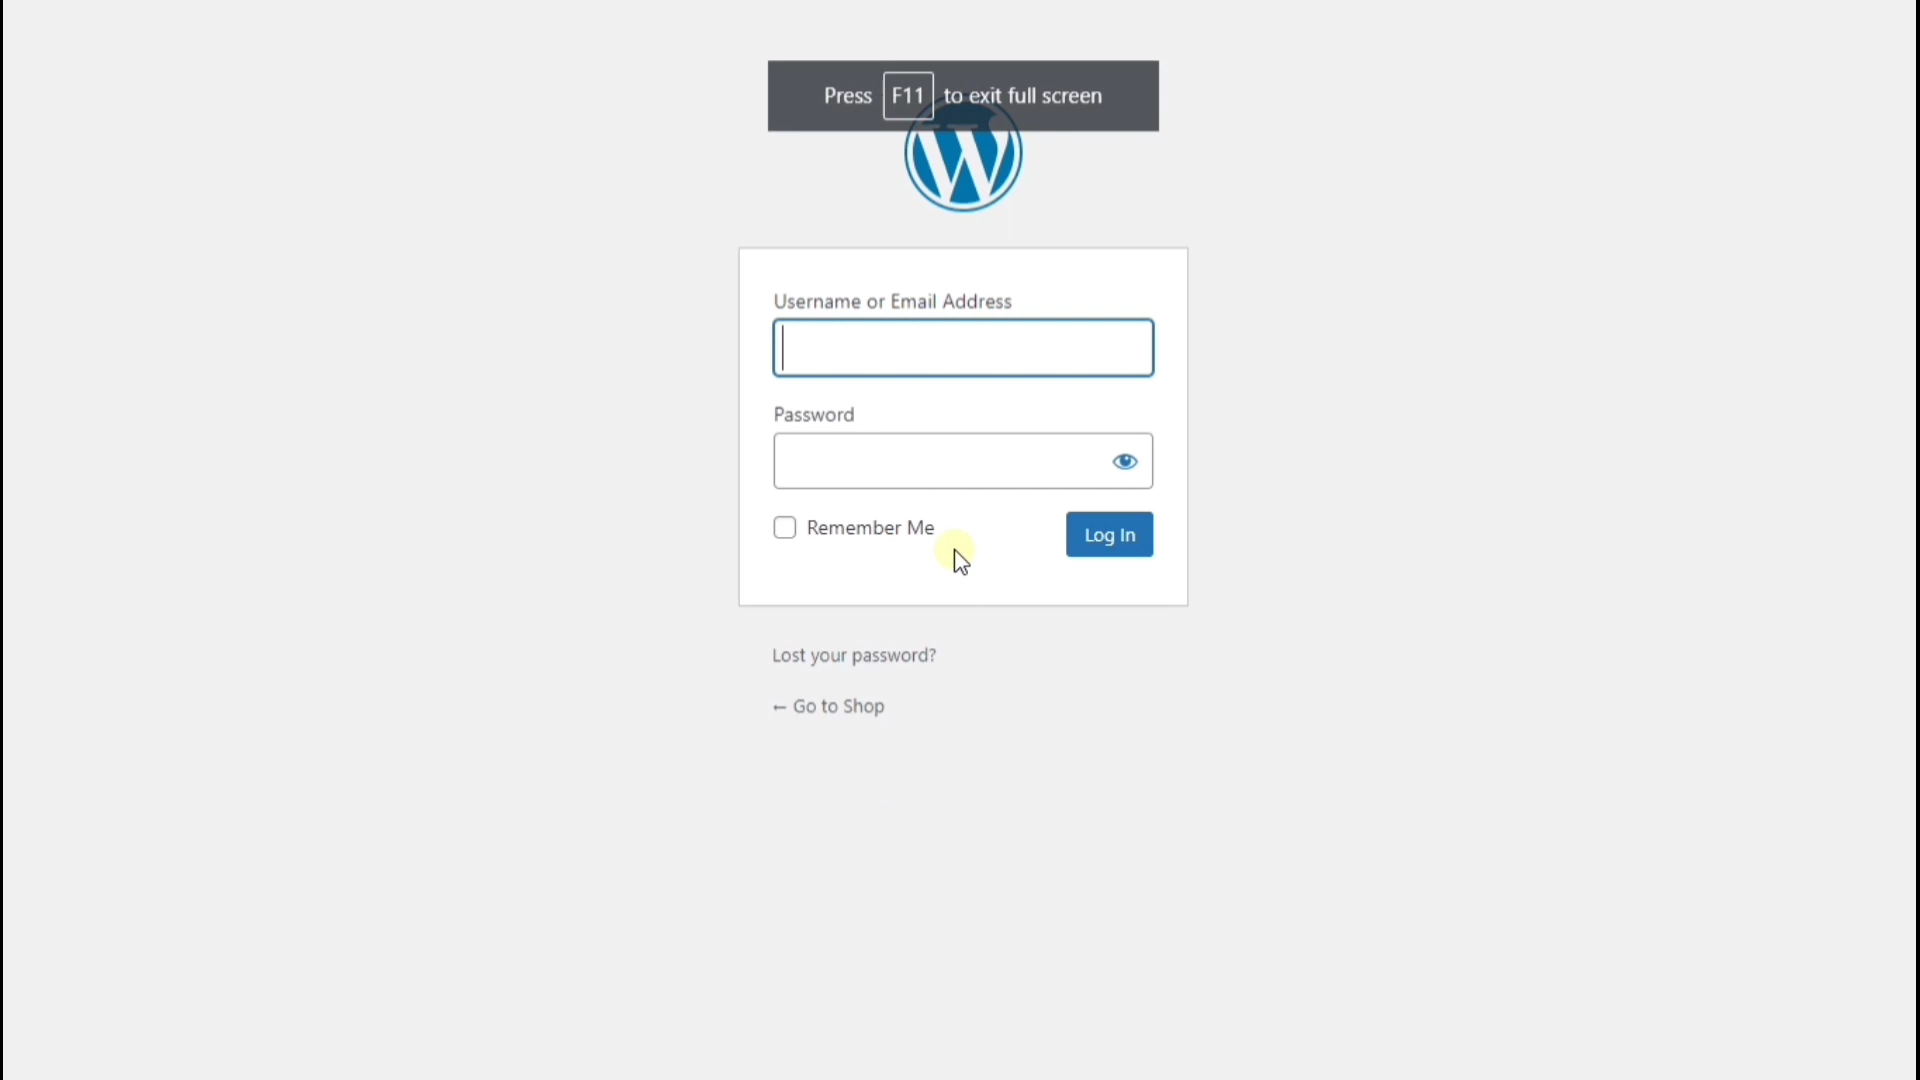 Press F11 to exit full screen
Username or Email Address
Password
Remember Me
Log In
Lost your password?
← Go to Shop